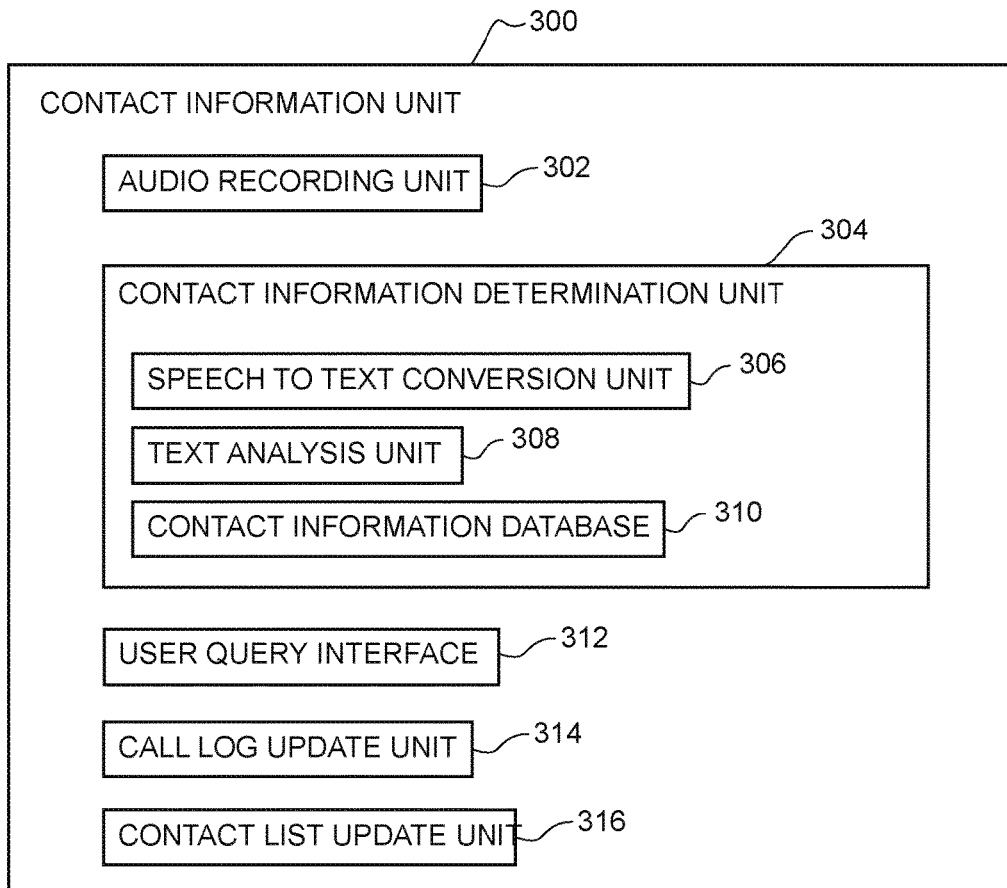 300
CONTACT INFORMATION UNIT
AUDIO RECORDING UNIT 302
304
CONTACT INFORMATION DETERMINATION UNIT
SPEECH TO TEXT CONVERSION UNIT 306
TEXT ANALYSIS UNIT 308
CONTACT INFORMATION DATABASE 310
USER QUERY INTERFACE 312
CALL LOG UPDATE UNIT 314
CONTACT LIST UPDATE UNIT 316